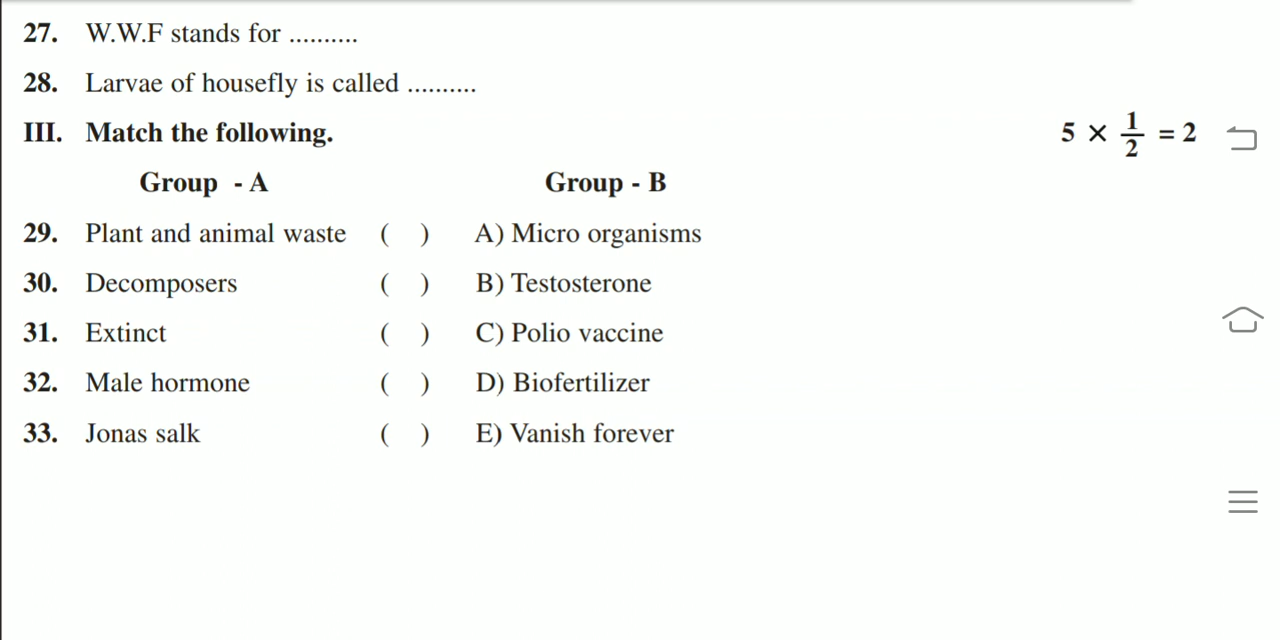 27. W.W.F stands for ..........
28. Larvae of housefly is called ..........
III. Match the following. 5 × 1/2 = 2
Group - A Group - B
29. Plant and animal waste ( ) A) Micro organisms
30. Decomposers ( ) B) Testosterone
31. Extinct ( ) C) Polio vaccine
32. Male hormone ( ) D) Biofertilizer
33. Jonas salk ( ) E) Vanish forever